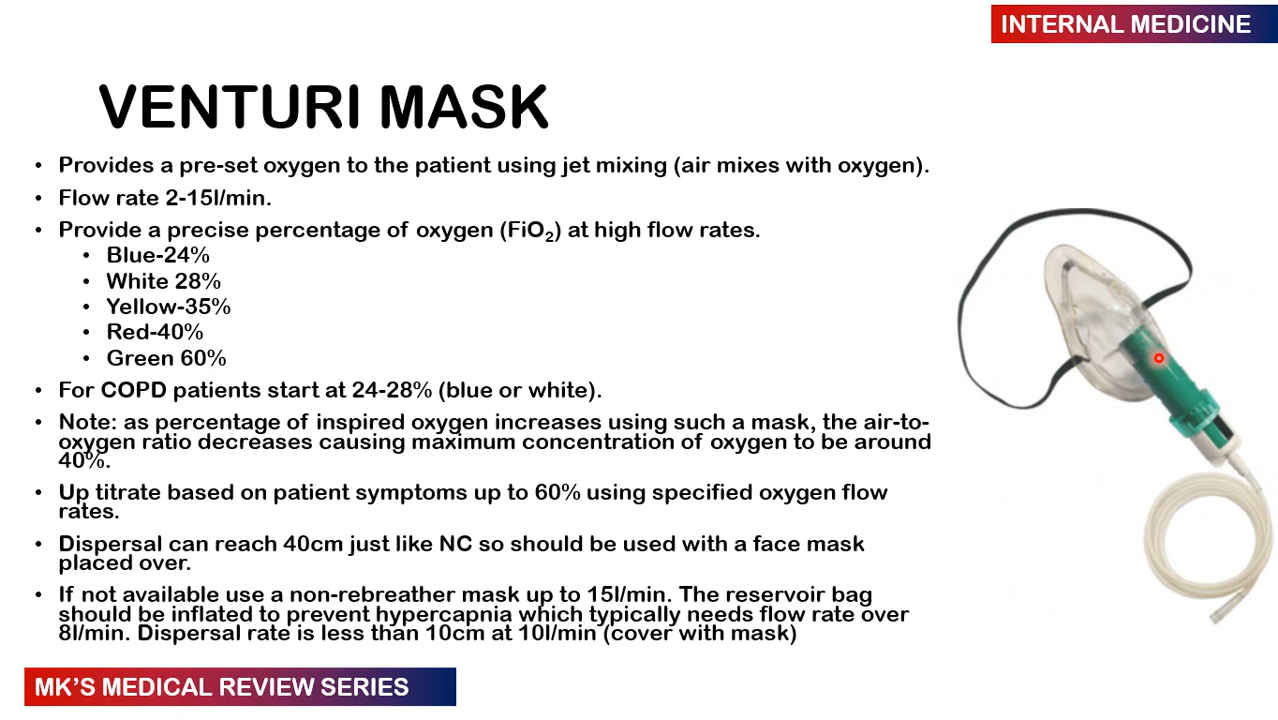 INTERNAL MEDICINE
VENTURI MASK
• Provides a pre-set oxygen to the patient using jet mixing (air mixes with oxygen).
• Flow rate 2-15l/min.
• Provide a precise percentage of oxygen (FiO₂) at high flow rates.
• Blue-24%
• White 28%
• Yellow-35%
• Red-40%
• Green 60%
• For COPD patients start at 24-28% (blue or white).
• Note: as percentage of inspired oxygen increases using such a mask, the air-to-
oxygen ratio decreases causing maximum concentration of oxygen to be around
40%.
• Up titrate based on patient symptoms up to 60% using specified oxygen flow
rates.
• Dispersal can reach 40cm just like NC so should be used with a face mask
placed over.
• If not available use a non-rebreather mask up to 15l/min. The reservoir bag
should be inflated to prevent hypercapnia which typically needs flow rate over
8l/min. Dispersal rate is less than 10cm at 10l/min (cover with mask)
MK'S MEDICAL REVIEW SERIES